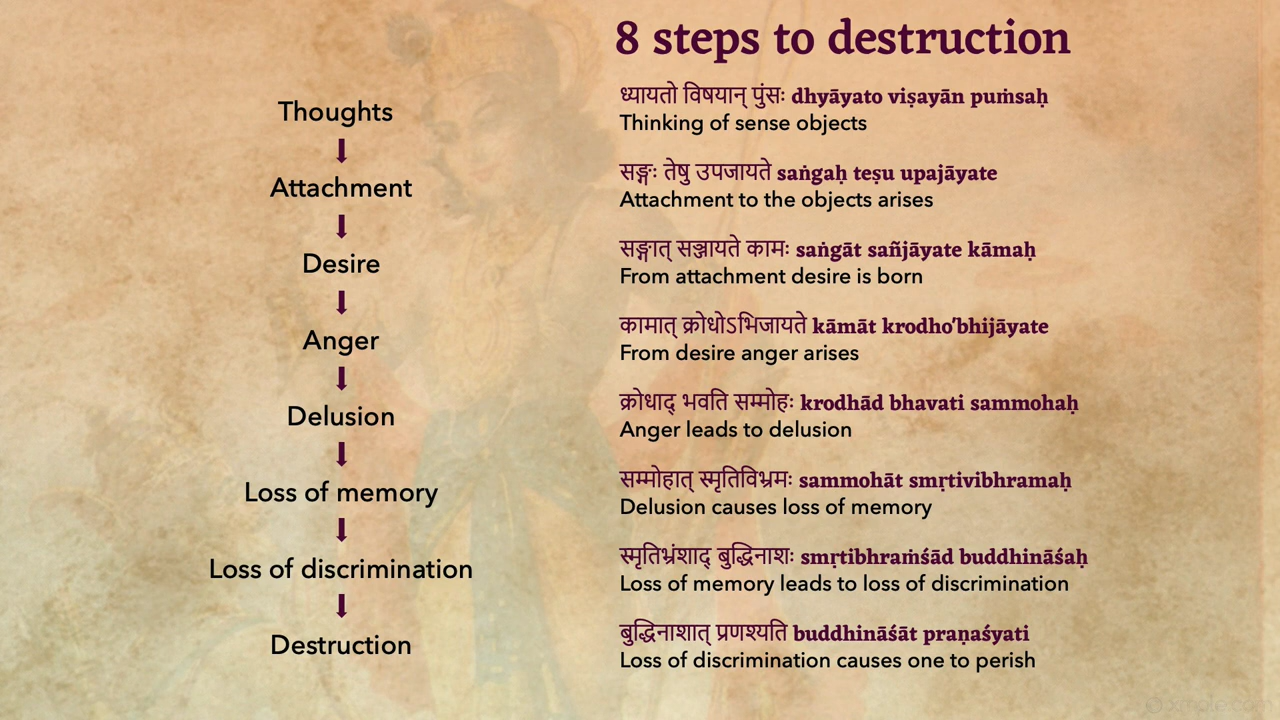 8 steps to destruction
Thoughts
Attachment
Desire
Anger
Delusion
Loss of memory
Loss of discrimination
Destruction
ध्यायतो विषयान् पुंसः dhyāyato viṣayān puṁsaḥ
Thinking of sense objects
सङ्गः तेषु उपजायते saṅgaḥ teṣu upajāyate
Attachment to the objects arises
सङ्गात् सञ्जायते कामः saṅgāt sañjāyate kāmaḥ
From attachment desire is born
कामात् क्रोधोऽभिजायते kāmāt krodho’bhijāyate
From desire anger arises
क्रोधाद् भवति सम्मोहः krodhād bhavati sammohaḥ
Anger leads to delusion
सम्मोहात् स्मृतिविभ्रमः sammohāt smṛtivibhramaḥ
Delusion causes loss of memory
स्मृतिभ्रंशाद् बुद्धिनाशः smṛtibhraṁśād buddhināśaḥ
Loss of memory leads to loss of discrimination
बुद्धिनाशात् प्रणश्यति buddhināśāt praṇaśyati
Loss of discrimination causes one to perish